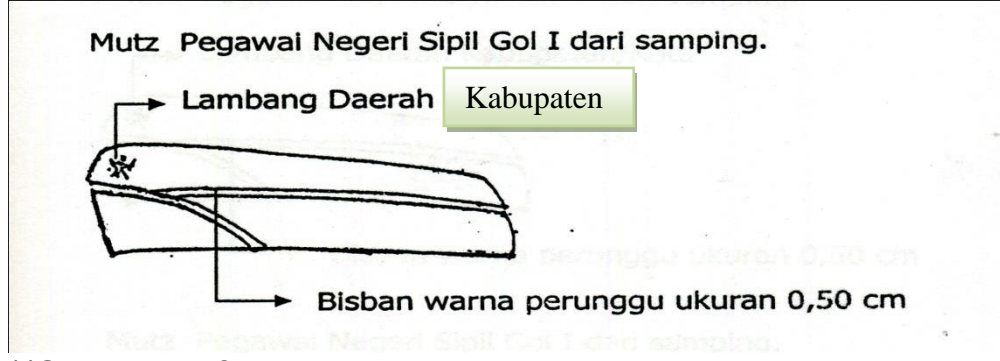 Mutz Pegawai Negeri Sipil Gol I dari samping.
Lambang Daerah Kabupaten
Bisban warna perunggu ukuran 0,50 cm